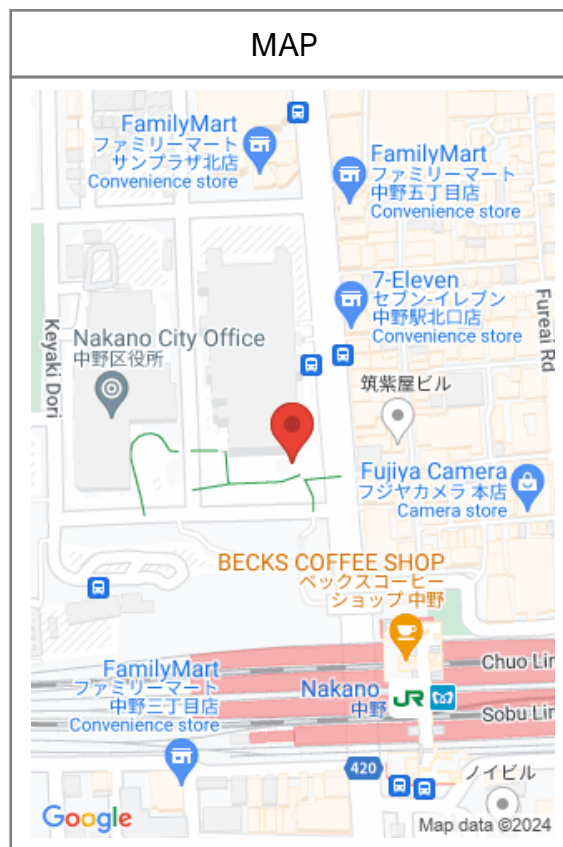 MAP
FamilyMart
ファミリーマート
サンプラザ北店
Convenience store
FamilyMart
ファミリーマート
中野五丁目店
Convenience store
7-Eleven
セブン-イレブン
中野駅北口店
Convenience store
Fureai Rd
Keyaki Dori
Nakano City Office
中野区役所
筑紫屋ビル
Fujiya Camera
フジヤカメラ 本店
Camera store
BECKS COFFEE SHOP
ベックスコーヒー
ショップ 中野
FamilyMart
ファミリーマート
中野三丁目店
Convenience store
Nakano
中野
JR
Chuo Lin
Sobu Lin
420
ノイビル
Google
Map data ©2024